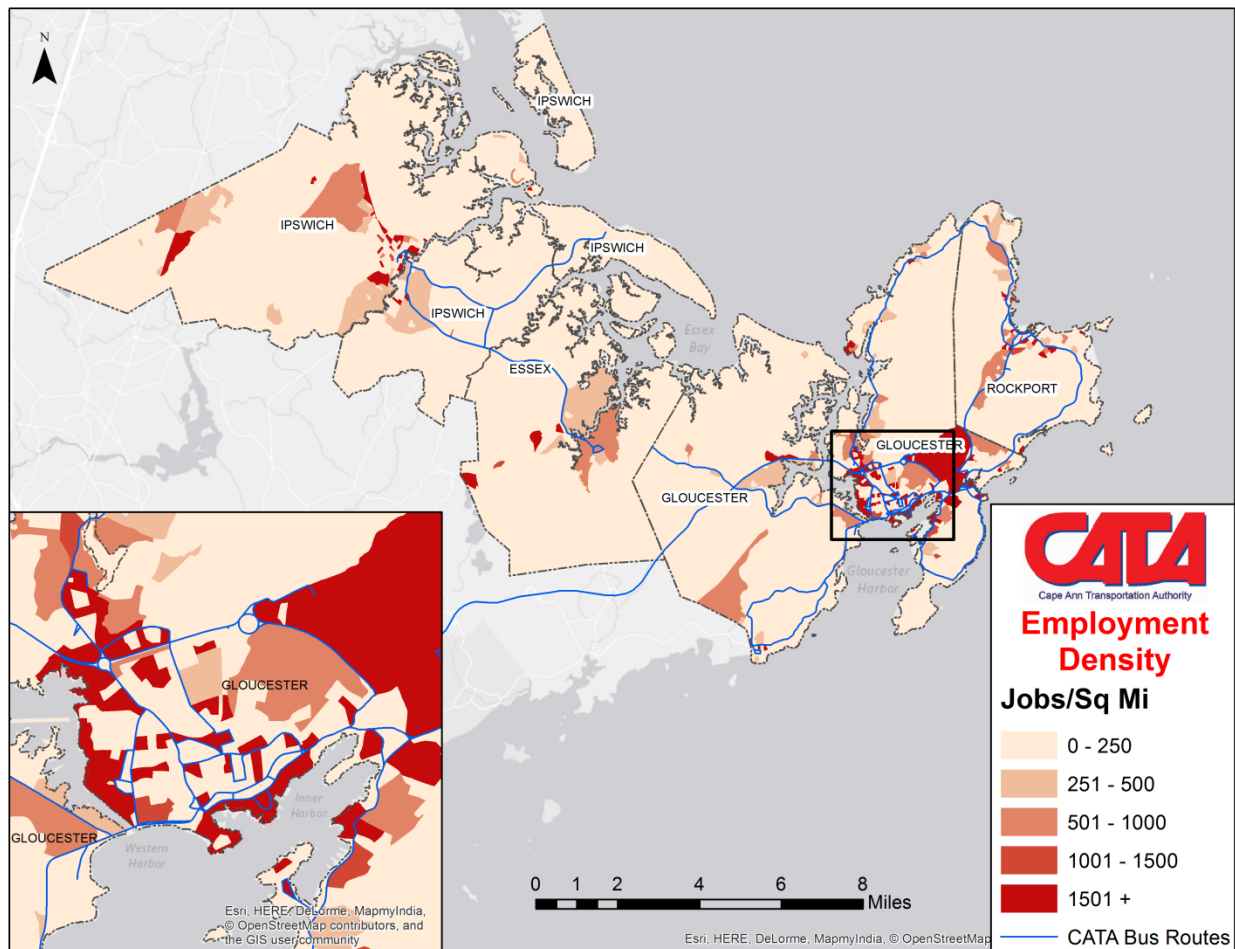 N
IPSWICH
IPSWICH
IPSWICH
IPSWICH
Essex
Bay
ESSEX
ROCKPORT
GLOUCESTER
GLOUCESTER
Gloucester
Harbor
GLOUCESTER
Inner
Harbor
GLOUCESTER
Western
Harbor
Esri, HERE, DeLorme, MapmyIndia,
© OpenStreetMap contributors, and
the GIS user community
0 1 2 4 6 8
Miles
Esri, HERE, DeLorme, MapmyIndia, © OpenStreetMap
CATA
Cape Ann Transportation Authority
Employment
Density
Jobs/Sq Mi
0 - 250
251 - 500
501 - 1000
1001 - 1500
1501 +
CATA Bus Routes